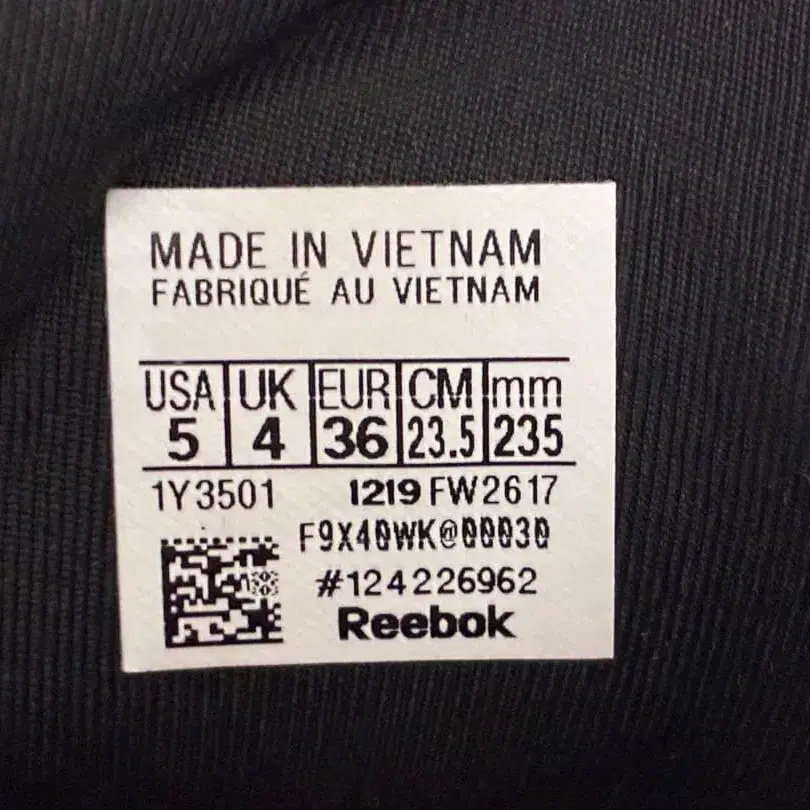 MADE IN VIETNAM
FABRIQUÉ AU VIETNAM
USA UK EUR CM mm
5 4 36 23.5 235
1Y3501 1219 FW2617
F9X40WK@00030
#124226962
Reebok